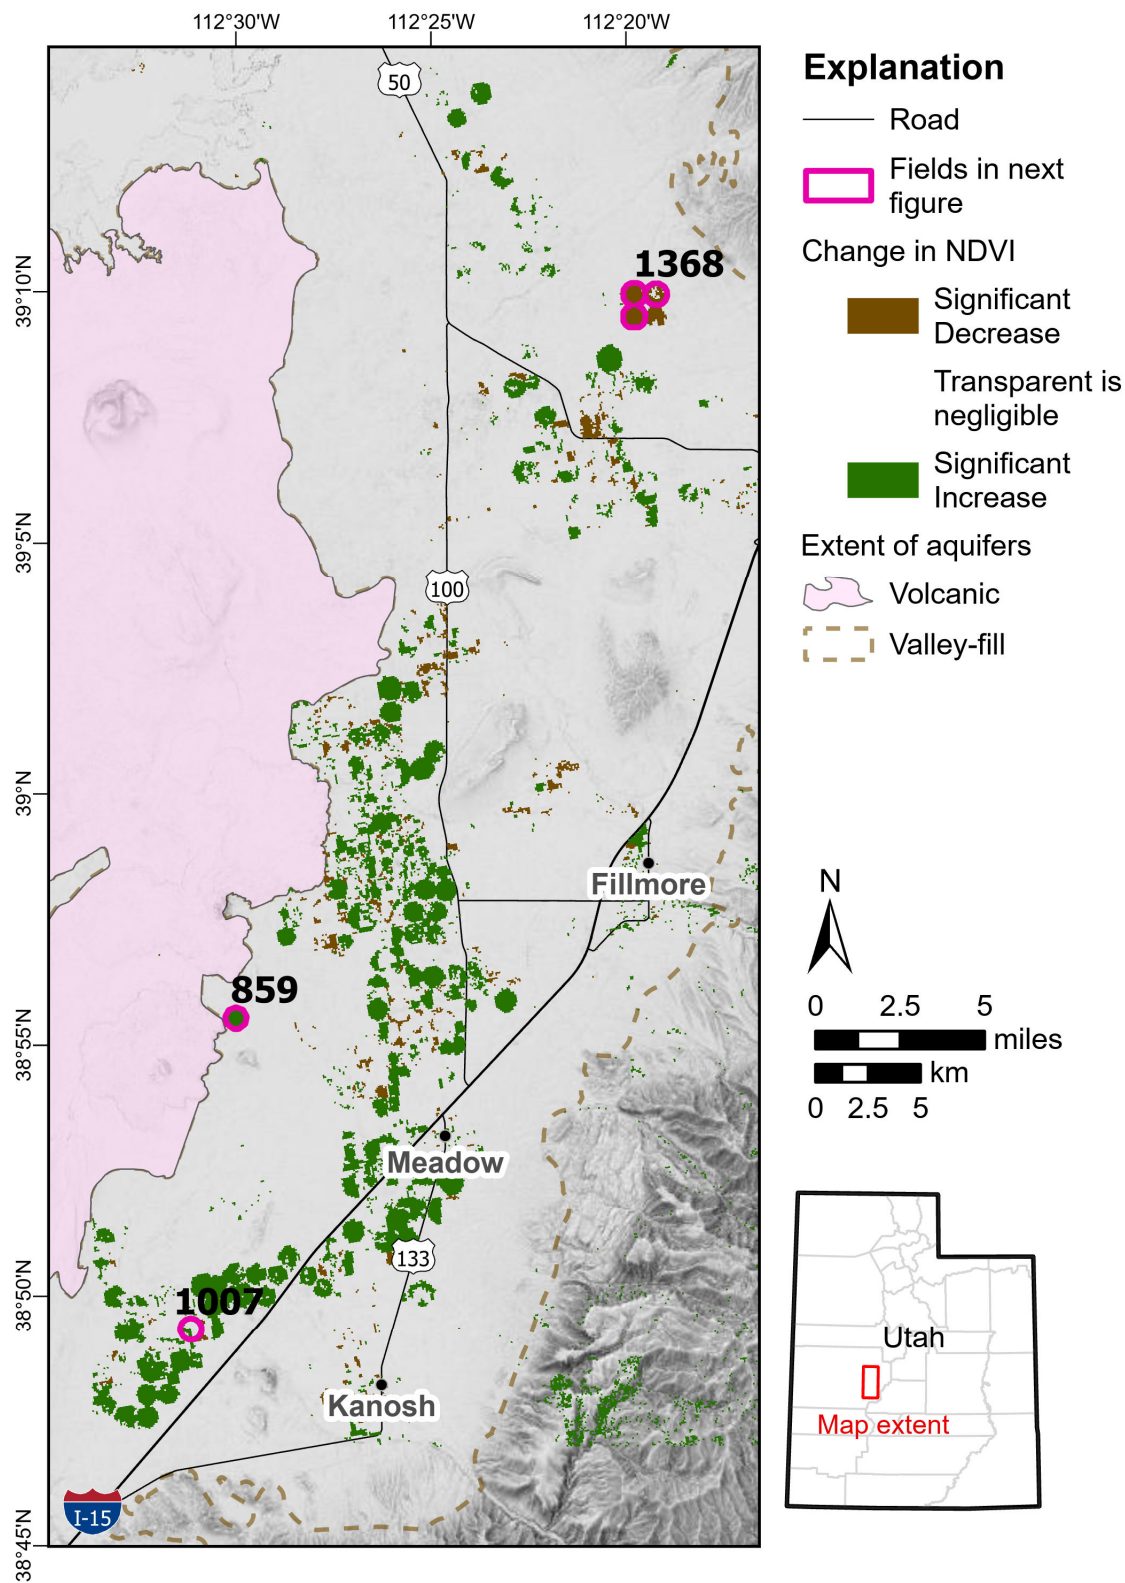 112°30'W 112°25'W 112°20'W
50
Explanation
Road
Fields in next
figure
Change in NDVI
1368
39°10'N
Significant
Decrease
Transparent is
negligible
Significant
Increase
39°5'N
Extent of aquifers
100
Volcanic
Valley-fill
39°N
Fillmore
N
859
0 2.5 5
miles
38°55'N
km
0 2.5 5
Meadow
133
38°50'N
1007
Utah
Kanosh
Map extent
I-15
38°45'N